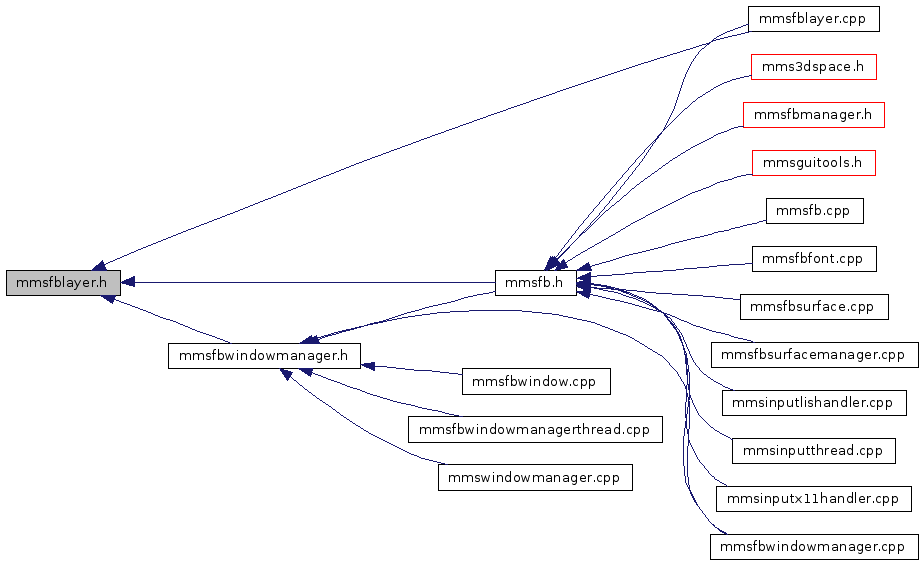 mmsfblayer.cpp
mms3dspace.h
mmsfbmanager.h
mmsguitools.h
mmsfb.cpp
mmsfbfont.cpp
mmsfblayer.h
mmsfb.h
mmsfbsurface.cpp
mmsfbwindowmanager.h
mmsfbsurfacemanager.cpp
mmsfbwindow.cpp
mmsinputlishandler.cpp
mmsfbwindowmanagerthread.cpp
mmsinputthread.cpp
mmswindowmanager.cpp
mmsinputx11handler.cpp
mmsfbwindowmanager.cpp